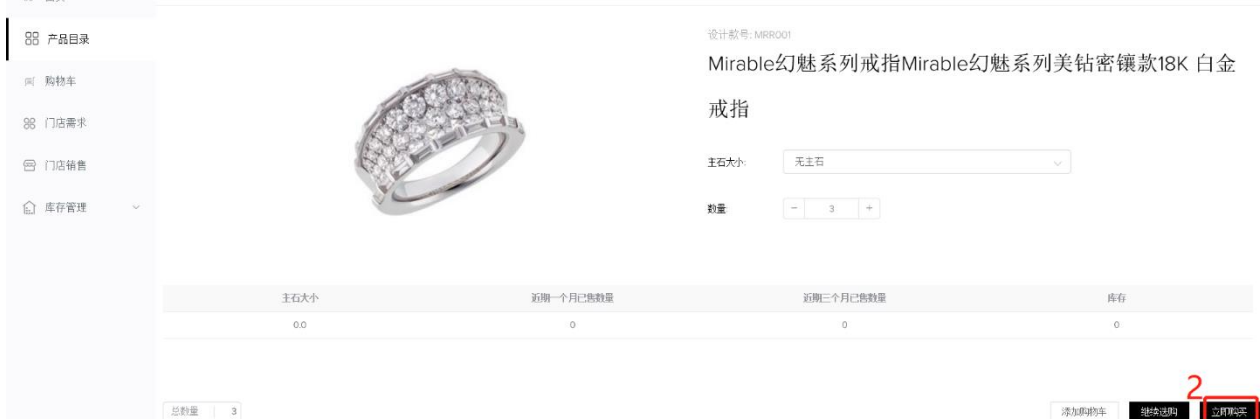 产品目录
购物车
门店需求
门店销售
库存管理
设计款号: MRR001
Mirable幻魅系列戒指Mirable幻魅系列美钻密镶款18K 白金
戒指
主石大小: 无主石
数量 - 3 +
主石大小 近期一个月已售数量 近期三个月已售数量 库存
0.0 0 0 0
2
总数量 3 添加购物车 继续选购 立即购买